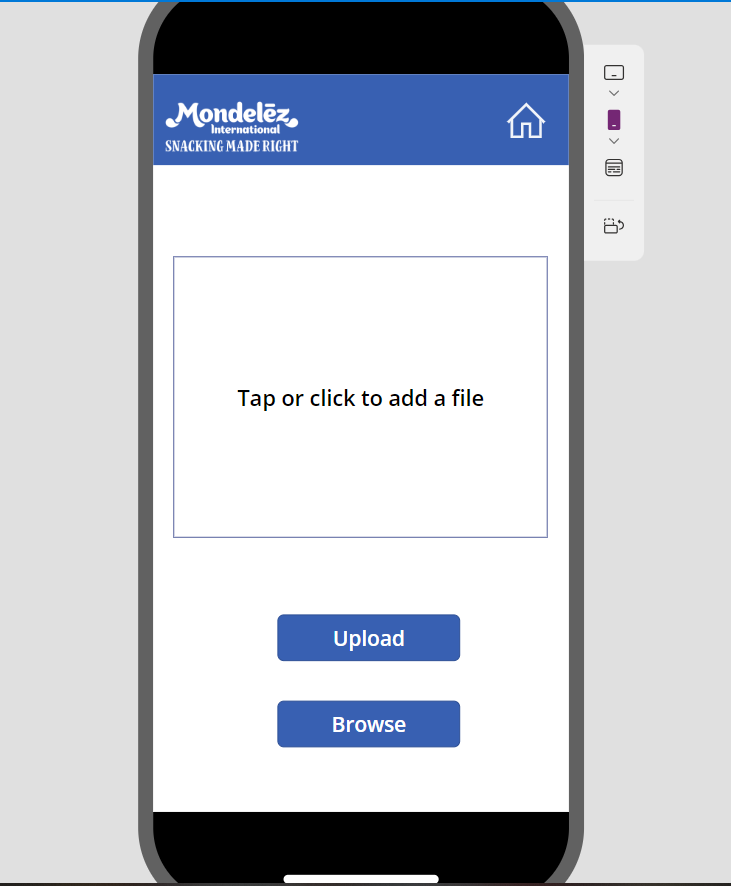 Mondelēz
International
SNACKING MADE RIGHT
Tap or click to add a file
Upload
Browse